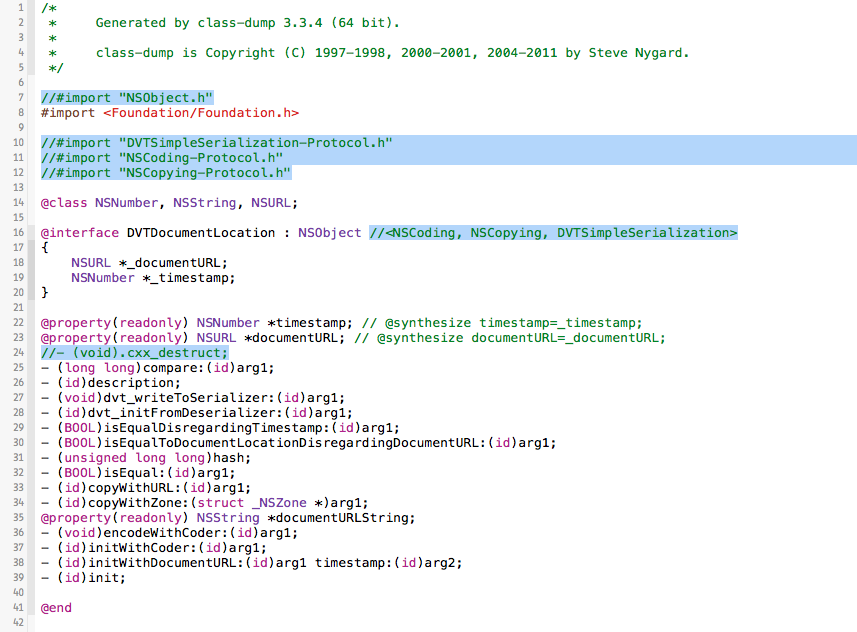 1 /*
2  *     Generated by class-dump 3.3.4 (64 bit).
3  *
4  *     class-dump is Copyright (C) 1997-1998, 2000-2001, 2004-2011 by Steve Nygard.
5  */
6
7 //#import "NSObject.h"
8 #import <Foundation/Foundation.h>
9
10 //#import "DVTSimpleSerialization-Protocol.h"
11 //#import "NSCoding-Protocol.h"
12 //#import "NSCopying-Protocol.h"
13
14 @class NSNumber, NSString, NSURL;
15
16 @interface DVTDocumentLocation : NSObject //<NSCoding, NSCopying, DVTSimpleSerialization>
17 {
18     NSURL *_documentURL;
19     NSNumber *_timestamp;
20 }
21
22 @property(readonly) NSNumber *timestamp; // @synthesize timestamp=_timestamp;
23 @property(readonly) NSURL *documentURL; // @synthesize documentURL=_documentURL;
24 //- (void).cxx_destruct;
25 - (long long)compare:(id)arg1;
26 - (id)description;
27 - (void)dvt_writeToSerializer:(id)arg1;
28 - (id)dvt_initFromDeserializer:(id)arg1;
29 - (BOOL)isEqualDisregardingTimestamp:(id)arg1;
30 - (BOOL)isEqualToDocumentLocationDisregardingDocumentURL:(id)arg1;
31 - (unsigned long long)hash;
32 - (BOOL)isEqual:(id)arg1;
33 - (id)copyWithURL:(id)arg1;
34 - (id)copyWithZone:(struct _NSZone *)arg1;
35 @property(readonly) NSString *documentURLString;
36 - (void)encodeWithCoder:(id)arg1;
37 - (id)initWithCoder:(id)arg1;
38 - (id)initWithDocumentURL:(id)arg1 timestamp:(id)arg2;
39 - (id)init;
40
41 @end
42